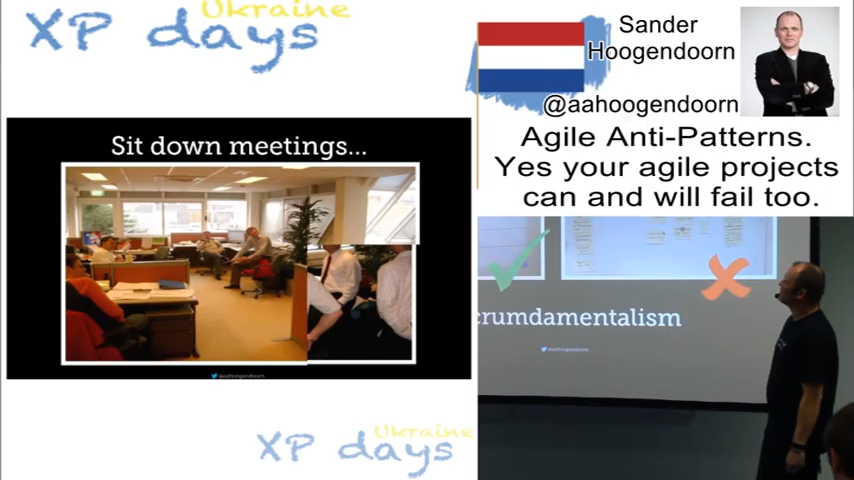 Ukraine
XP days
Sander
Hoogendoorn
@aahoogendoorn
Agile Anti-Patterns.
Yes your agile projects
can and will fail too.
Sit down meetings...
@aahoogendoorn
crumdamentalism
@aahoogendoorn
Ukraine
XP days